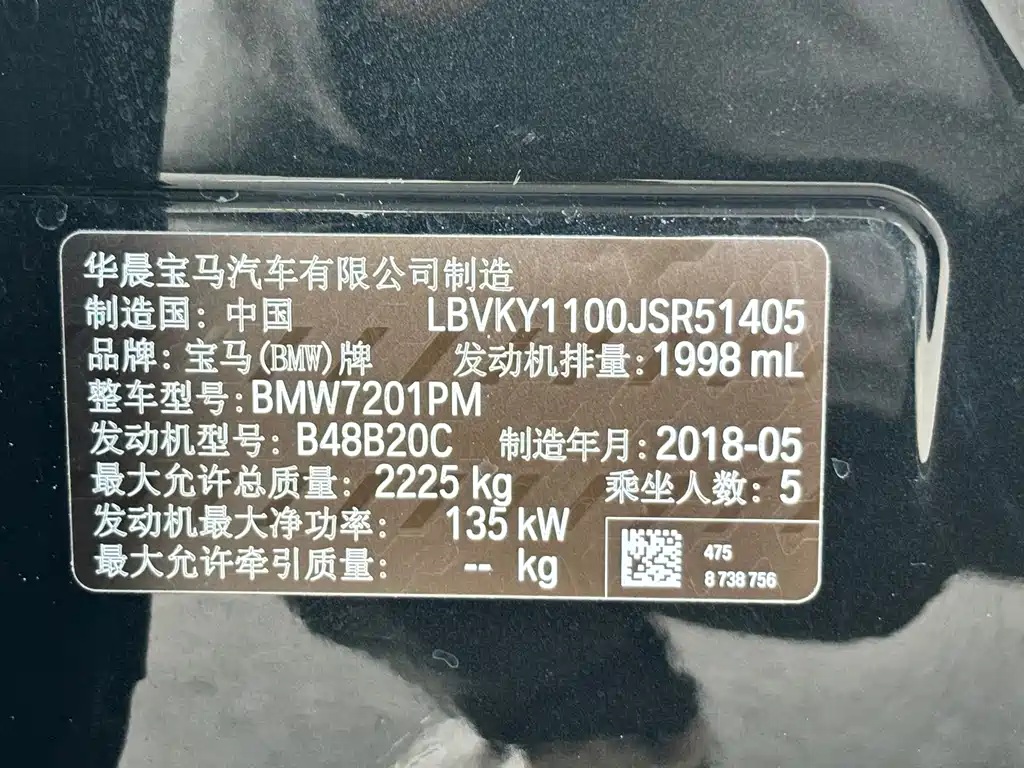 华晨宝马汽车有限公司制造
制造国：中国 LBVKY1100JSR51405
品牌：宝马(BMW)牌 发动机排量：1998 mL
整车型号：BMW7201PM
发动机型号：B48B20C 制造年月：2018-05
最大允许总质量：2225 kg 乘坐人数：5
发动机最大净功率：135 kW
最大允许牵引质量：-- kg
475
8 738 756